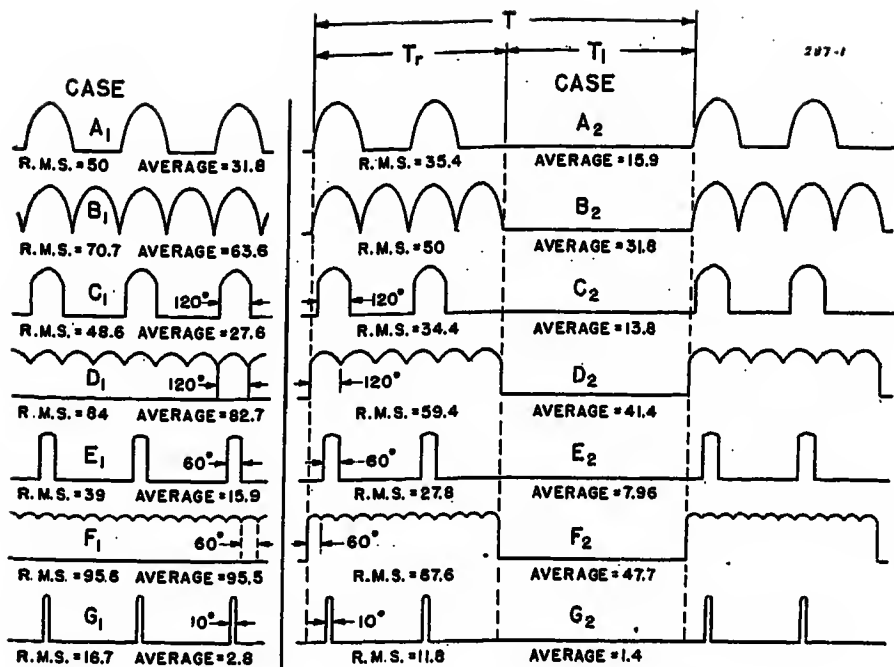 T
Tr T1
287-1
CASE CASE
A1 A2
R.M.S.=50 AVERAGE=31.8 R.M.S.=35.4 AVERAGE=15.9
B1 B2
R.M.S.=70.7 AVERAGE=63.6 R.M.S.=50 AVERAGE=31.8
C1 120° 120° C2
R.M.S.=48.6 AVERAGE=27.6 R.M.S.=34.4 AVERAGE=13.8
D1 120° 120° D2
R.M.S.=84 AVERAGE=82.7 R.M.S.=59.4 AVERAGE=41.4
E1 60° 60° E2
R.M.S.=39 AVERAGE=15.9 R.M.S.=27.8 AVERAGE=7.96
F1 60° 60° F2
R.M.S.=95.6 AVERAGE=95.5 R.M.S.=67.6 AVERAGE=47.7
G1 10° 10° G2
R.M.S.=16.7 AVERAGE=2.8 R.M.S.=11.8 AVERAGE=1.4